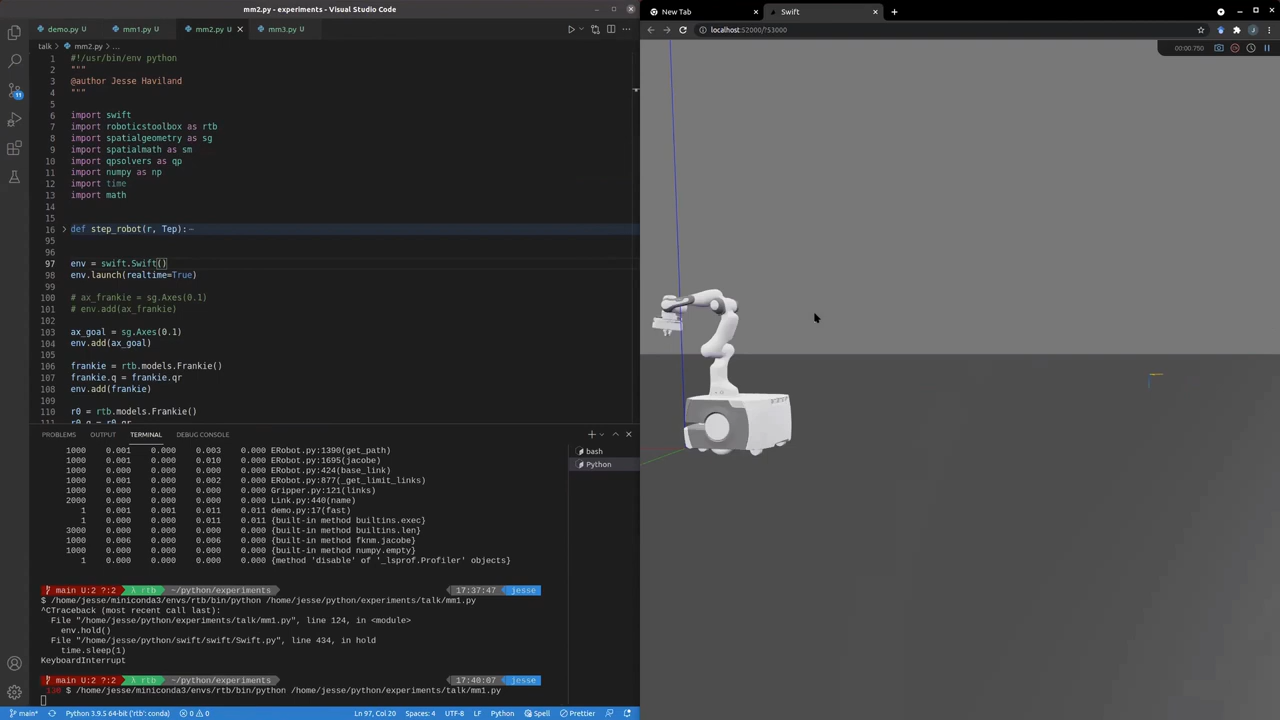 mm2.py - experiments - Visual Studio Code
demo.py U
mm1.py U
mm2.py U
mm3.py U
talk > mm2.py > ...
1 #!/usr/bin/env python
2 """
3 @author Jesse Haviland
4 """
5
6 import swift
7 import roboticstoolbox as rtb
8 import spatialgeometry as sg
9 import spatialmath as sm
10 import qpsolvers as qp
11 import numpy as np
12 import time
13 import math
14
15
16 def step_robot(r, Tep):
95
96
97 env = swift.Swift()
98 env.launch(realtime=True)
99
100 # ax_frankie = sg.Axes(0.1)
101 # env.add(ax_frankie)
102
103 ax_goal = sg.Axes(0.1)
104 env.add(ax_goal)
105
106 frankie = rtb.models.Frankie()
107 frankie.q = frankie.qr
108 env.add(frankie)
109
110 r0 = rtb.models.Frankie()
111 r0.q = r0.qr
PROBLEMS OUTPUT TERMINAL DEBUG CONSOLE
bash
Python
1000 0.001 0.000 0.003 0.000 ERobot.py:1390(get_path)
1000 0.001 0.000 0.010 0.000 ERobot.py:1695(jacobe)
1000 0.000 0.000 0.000 0.000 ERobot.py:424(base_link)
1000 0.001 0.000 0.002 0.000 ERobot.py:877(_get_limit_links)
1000 0.000 0.000 0.000 0.000 Gripper.py:121(links)
2000 0.000 0.000 0.000 0.000 Link.py:440(name)
1 0.001 0.001 0.011 0.011 demo.py:17(fast)
1 0.000 0.000 0.011 0.011 {built-in method builtins.exec}
3000 0.000 0.000 0.000 0.000 {built-in method builtins.len}
1000 0.006 0.000 0.006 0.000 {built-in method fknm.jacobe}
1000 0.000 0.000 0.000 0.000 {built-in method numpy.empty}
1 0.000 0.000 0.000 0.000 {method 'disable' of '_lsprof.Profiler' objects}
main U:2 ?:2 λ rtb ~/python/experiments 17:37:47 jesse
$ /home/jesse/miniconda3/envs/rtb/bin/python /home/jesse/python/experiments/talk/mm1.py
^CTraceback (most recent call last):
File "/home/jesse/python/experiments/talk/mm1.py", line 124, in <module>
env.hold()
File "/home/jesse/python/swift/swift/Swift.py", line 434, in hold
time.sleep(1)
KeyboardInterrupt
main U:2 ?:2 λ rtb ~/python/experiments 17:40:07 jesse
130 $ /home/jesse/miniconda3/envs/rtb/bin/python /home/jesse/python/experiments/talk/mm1.py
11
main* Python 3.9.5 64-bit ('rtb': conda) 0 0 Ln 97, Col 20 Spaces: 4 UTF-8 LF Python Spell Prettier
New Tab
Swift
localhost:52000/?53000
00:00.750